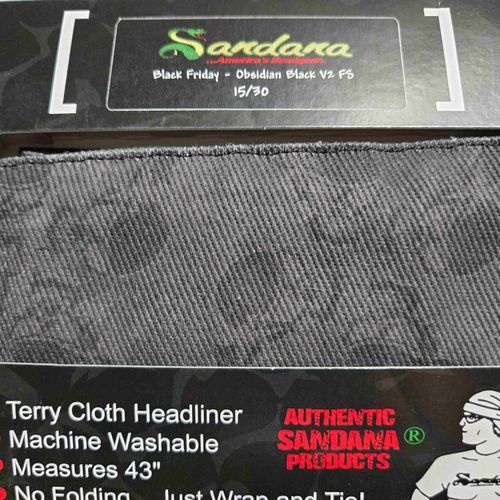 Sandana
...America's Headgear
Black Friday - Obsidian Black V2 FS
15/30
Terry Cloth Headliner
Machine Washable
Measures 43"
No Folding... Just Wrap and Tie!
AUTHENTIC
SANDANA®
PRODUCTS
Sandana